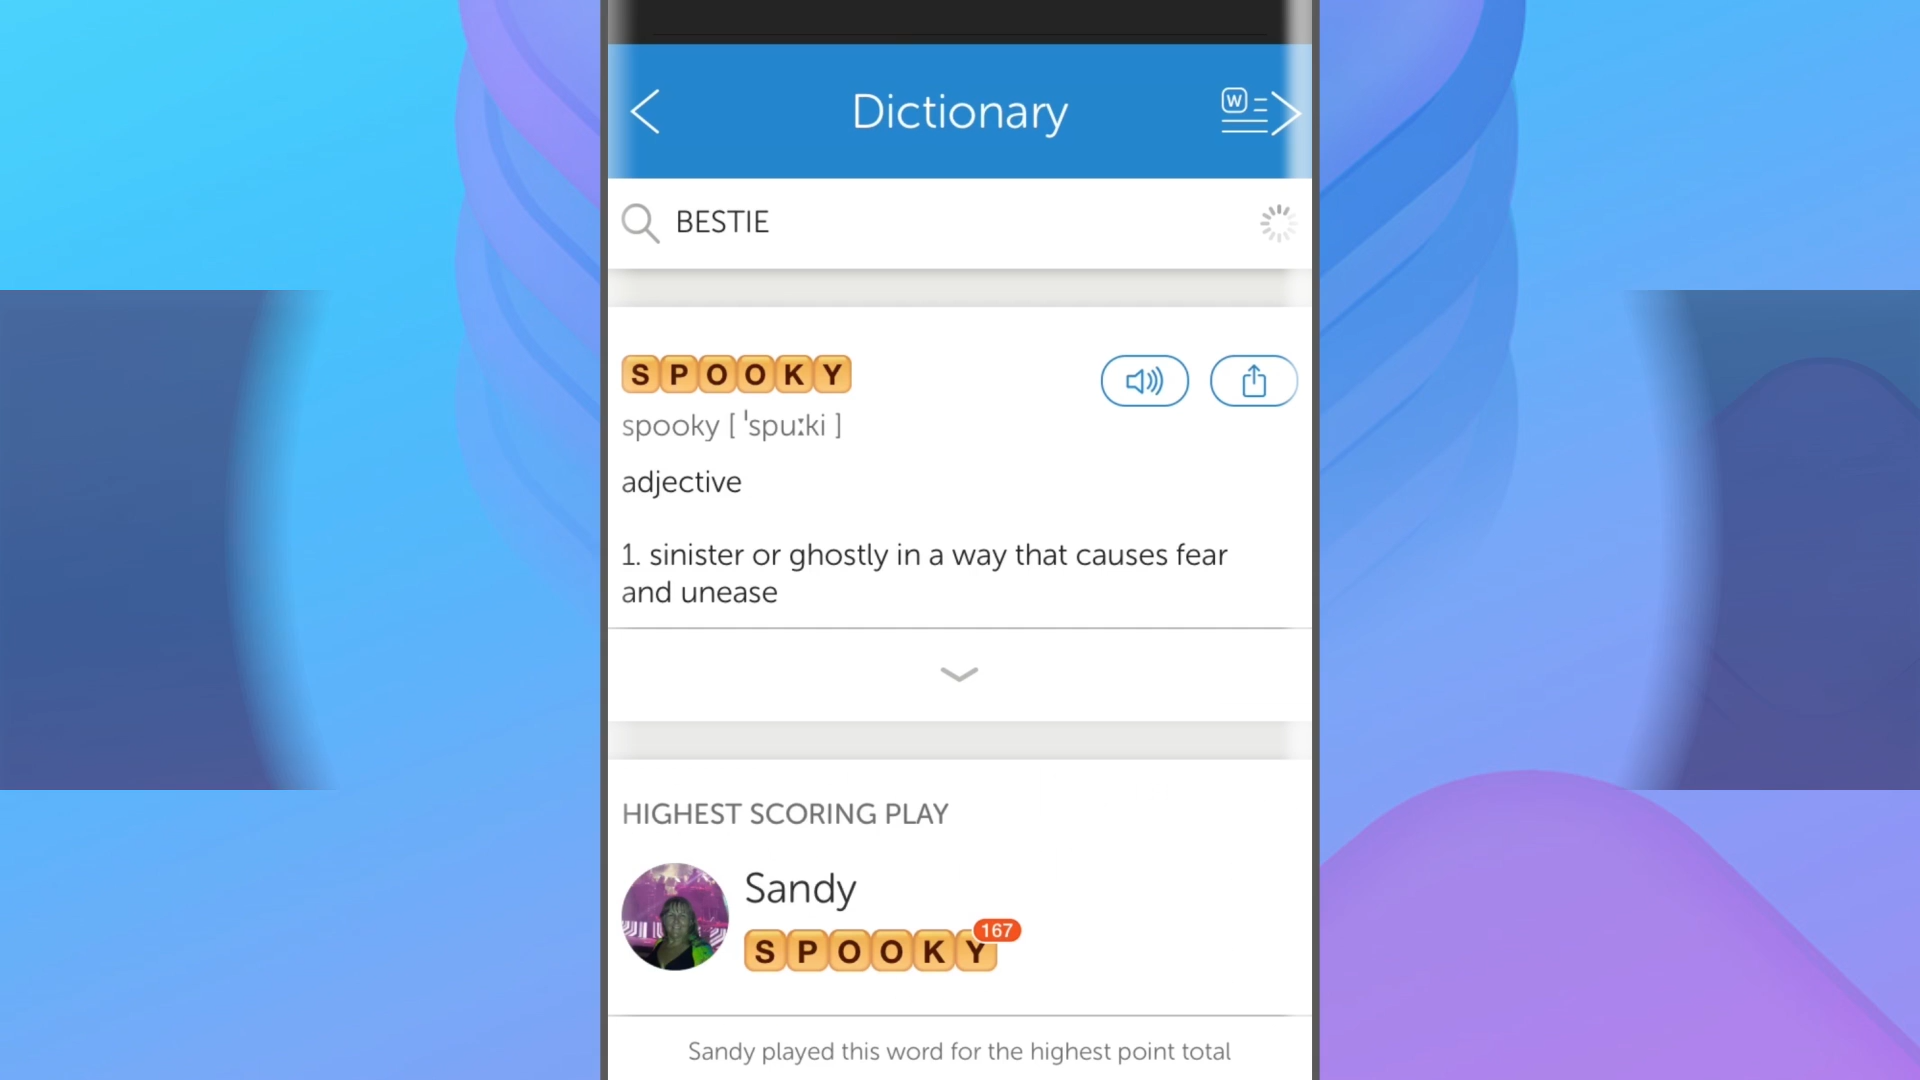 Dictionary
W
BESTIE
SPOOKY
spooky [ ˈspuːki ]
adjective
1. sinister or ghostly in a way that causes fear
and unease
HIGHEST SCORING PLAY
Sandy
SPOOKY 167
Sandy played this word for the highest point total